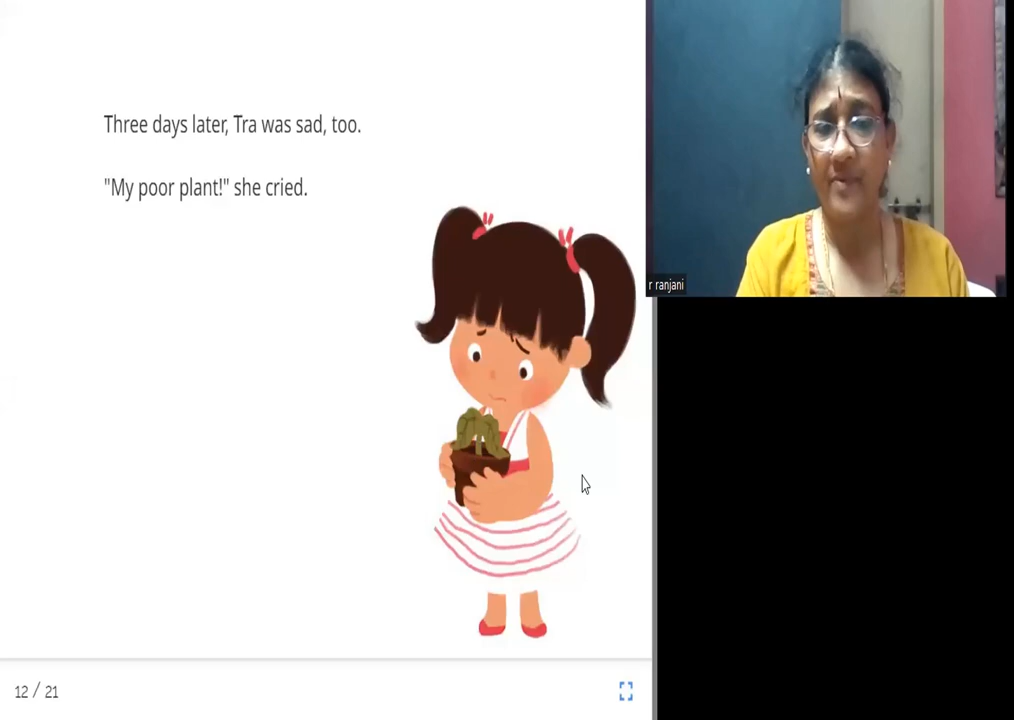 Three days later, Tra was sad, too.
"My poor plant!" she cried.
r ranjani
12 / 21